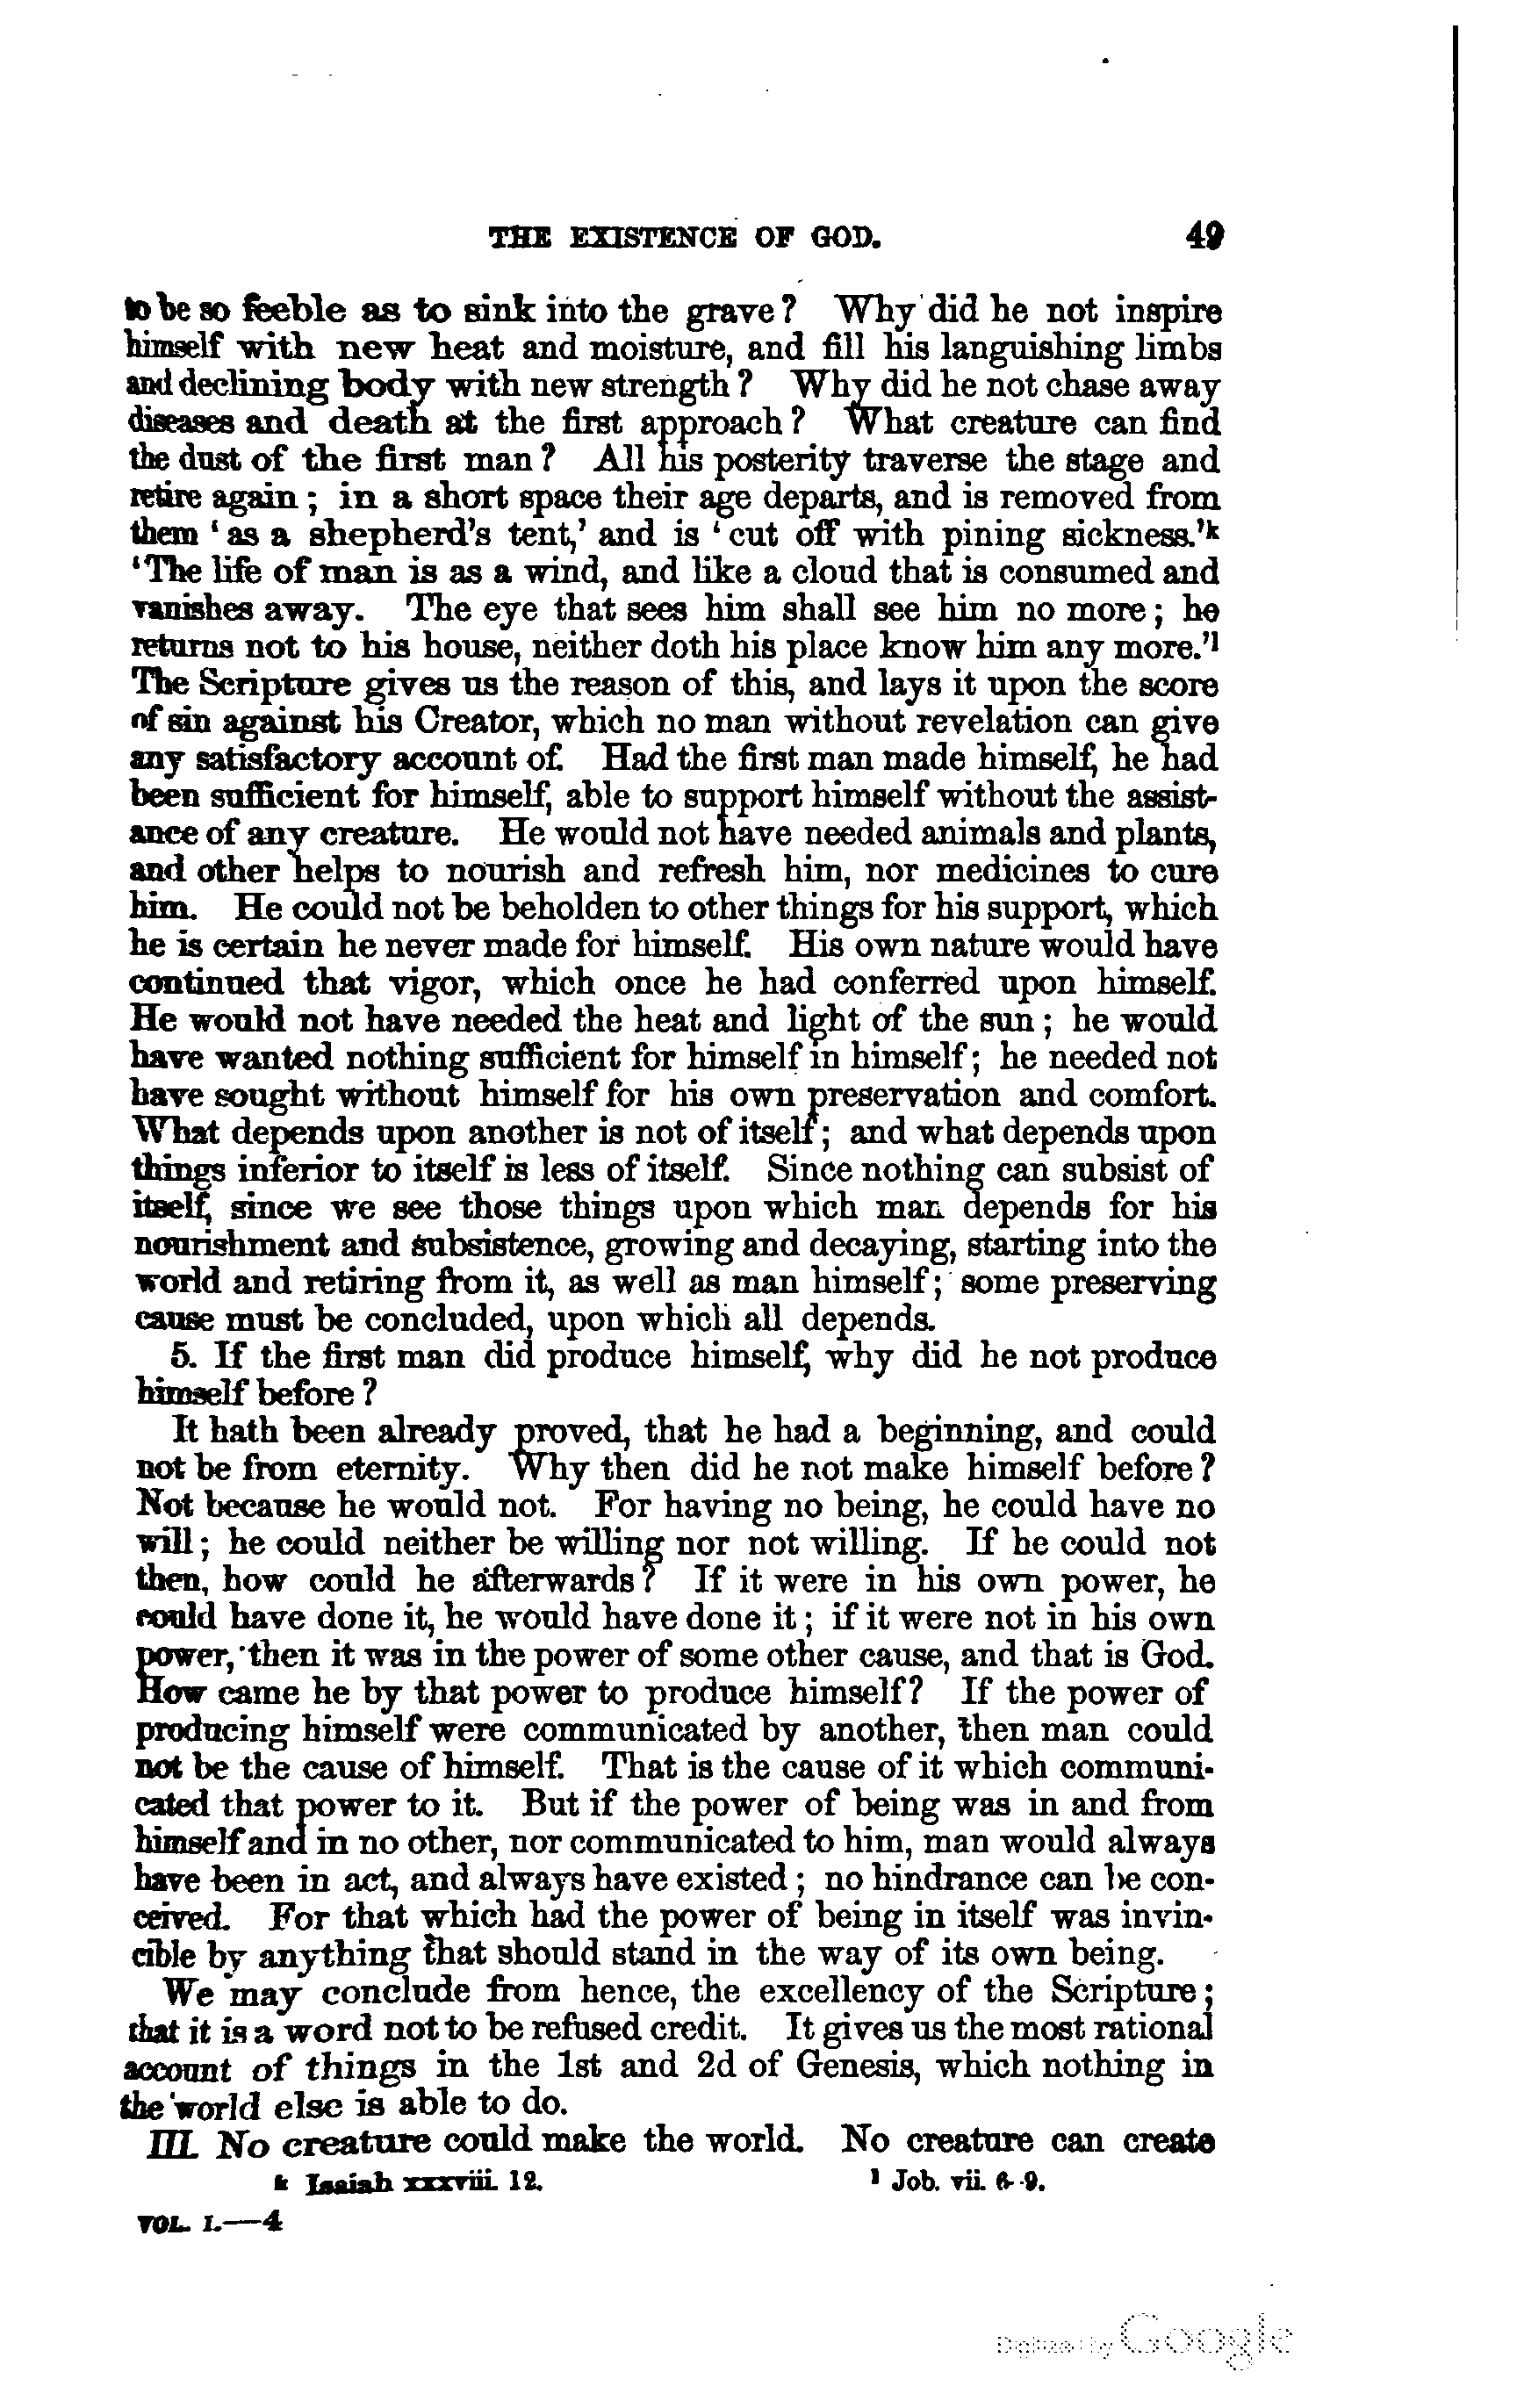 THE EXISTENCE OF GOD. 49
to be so feeble as to sink into the grave? Why did he not inspire
himself with new heat and moisture, and fill his languishing limbs
and declining body with new strength? Why did he not chase away
diseases and death at the first approach? What creature can find
the dust of the first man? All his posterity traverse the stage and
retire again; in a short space their age departs, and is removed from
them ‘as a shepherd's tent,’ and is ‘cut off with pining sickness.’k
‘The life of man is as a wind, and like a cloud that is consumed and
vanishes away. The eye that sees him shall see him no more; he
returns not to his house, neither doth his place know him any more.’l
The Scripture gives us the reason of this, and lays it upon the score
of sin against his Creator, which no man without revelation can give
any satisfactory account of. Had the first man made himself, he had
been sufficient for himself, able to support himself without the assist-
ance of any creature. He would not have needed animals and plants,
and other helps to nourish and refresh him, nor medicines to cure
him. He could not be beholden to other things for his support, which
he is certain he never made for himself. His own nature would have
continued that vigor, which once he had conferred upon himself.
He would not have needed the heat and light of the sun; he would
have wanted nothing sufficient for himself in himself; he needed not
have sought without himself for his own preservation and comfort.
What depends upon another is not of itself; and what depends upon
things inferior to itself is less of itself. Since nothing can subsist of
itself, since we see those things upon which man depends for his
nourishment and subsistence, growing and decaying, starting into the
world and retiring from it, as well as man himself; some preserving
cause must be concluded, upon which all depends.
5. If the first man did produce himself, why did he not produce
himself before?
It hath been already proved, that he had a beginning, and could
not be from eternity. Why then did he not make himself before?
Not because he would not. For having no being, he could have no
will; he could neither be willing nor not willing. If he could not
then, how could he afterwards? If it were in his own power, he
could have done it, he would have done it; if it were not in his own
power, then it was in the power of some other cause, and that is God.
How came he by that power to produce himself? If the power of
producing himself were communicated by another, then man could
not be the cause of himself. That is the cause of it which communi-
cated that power to it. But if the power of being was in and from
himself and in no other, nor communicated to him, man would always
have been in act, and always have existed; no hindrance can be con-
ceived. For that which had the power of being in itself was invin-
cible by anything that should stand in the way of its own being.
We may conclude from hence, the excellency of the Scripture;
that it is a word not to be refused credit. It gives us the most rational
account of things in the 1st and 2d of Genesis, which nothing in
the world else is able to do.
III. No creature could make the world. No creature can create
k Isaiah xxxviii. 12. l Job. vii. 6-9.
VOL. I.—4
Digitized by Google